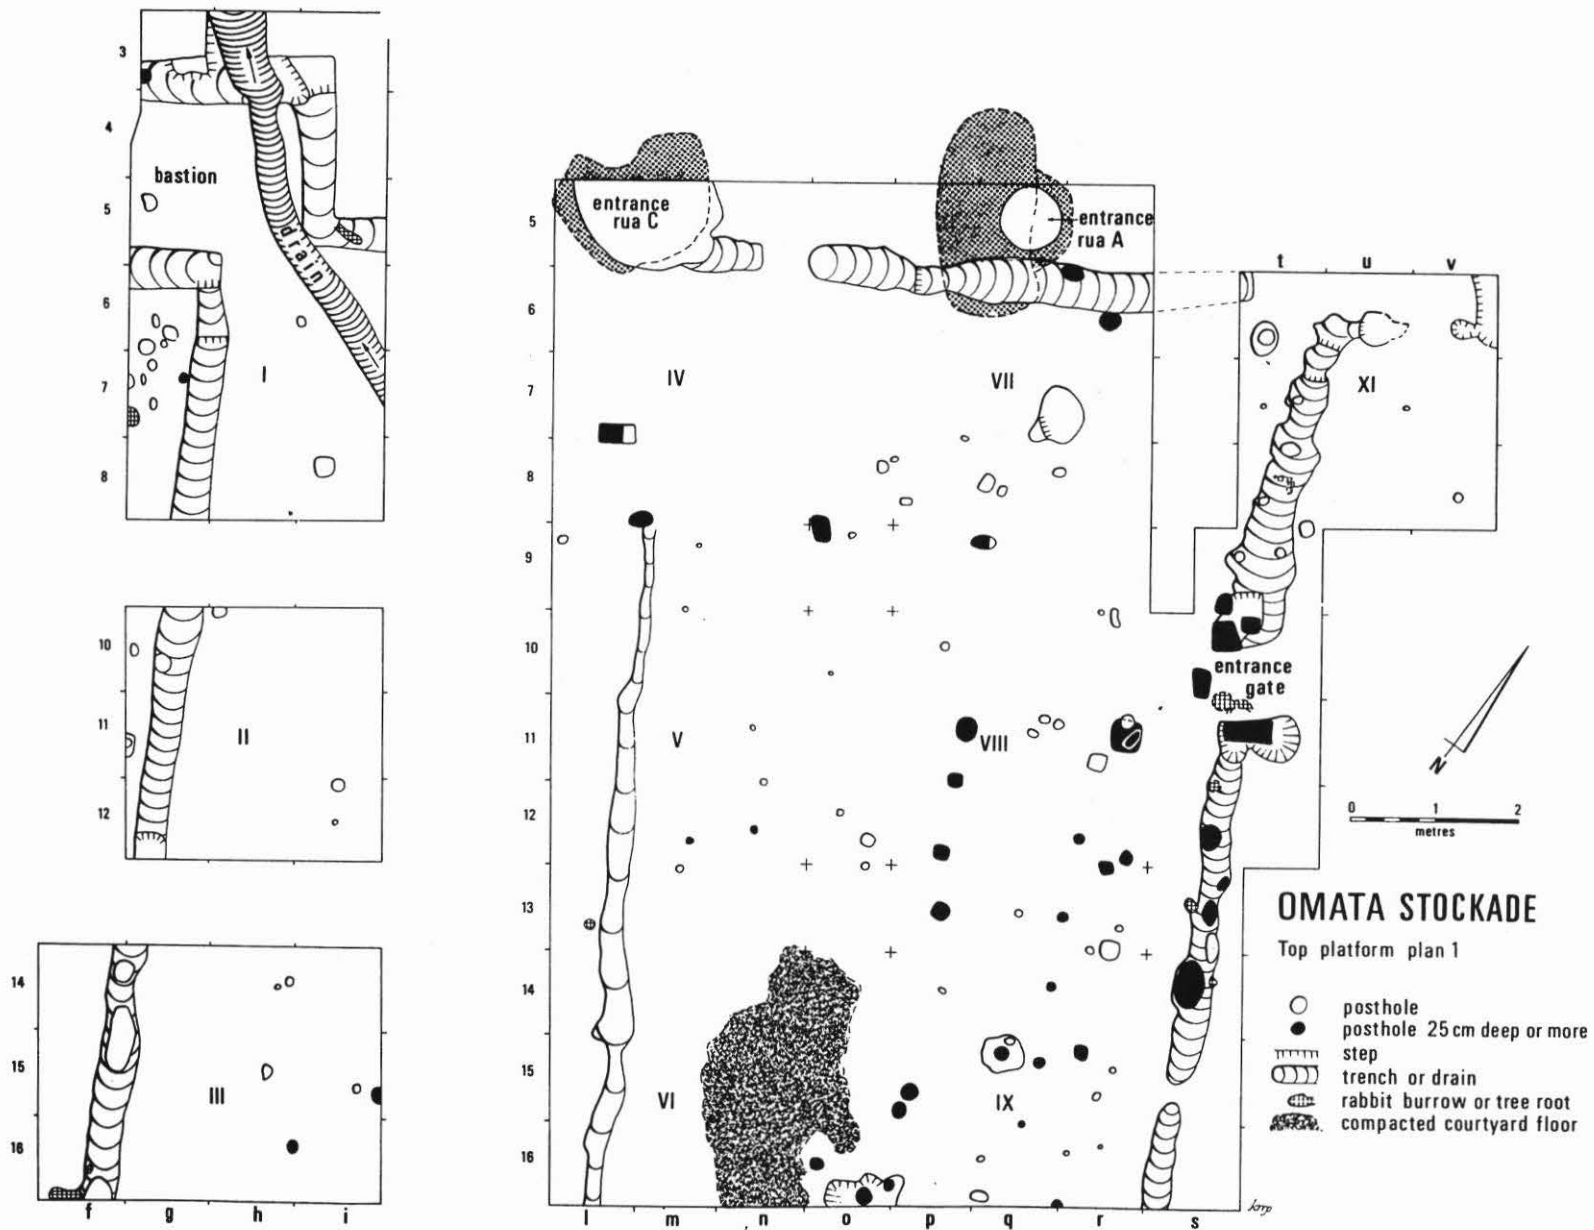 3
4
bastion
5
drain
6
I
7
8
10
II
11
12
14
15
III
16
f g h i
entrance
rua C
entrance
rua A
5
6
t u v
IV
VII
XI
7
8
9
10
entrance
gate
V
VIII
11
12
N
0 1 2
metres
13
OMATA STOCKADE
Top platform plan 1
14
posthole
posthole 25cm deep or more
step
trench or drain
rabbit burrow or tree root
compacted courtyard floor
15
VI
IX
16
l m n o p q r s